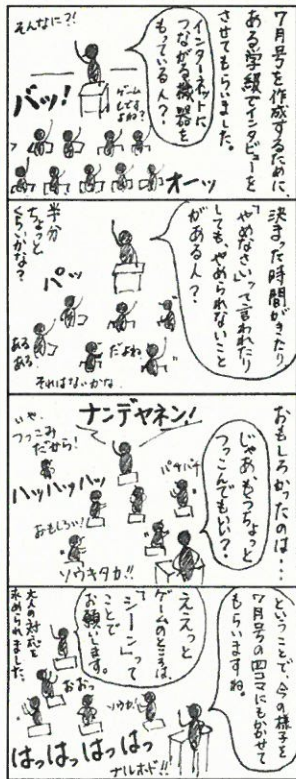 7月号を作成するために、
ある学級でインタビューを
させてもらいました。
インターネットに
つながる機器を
もっている人?
そんなに?!
ゲーム
しです
よね?
バッ!
オーッ
決まった時間がきたり、
「やめなさい」って言われたり
しても、やめられないこと
がある人?
パッ
半分
ちょっと
くらいかな?
だよね
あるある
それはないかな
おもしろかったのは・・・
じゃあもうちょっと
つっこんでもいい?
ナンデヤネン!
いや、
つっこみ
だから!
パチパチ
ハッハッハッ
おもしろい!
ソウキタカ!!
ということで、今の様子を
7月号の四コマにもかかせて
もらいますね。
ええっと
ゲームのところは、
「シーン」って
ことで
お願いします。
大人の対応を
求められました。
おおっ
ソウカ
はっはっはっはっ
ナルホド!!